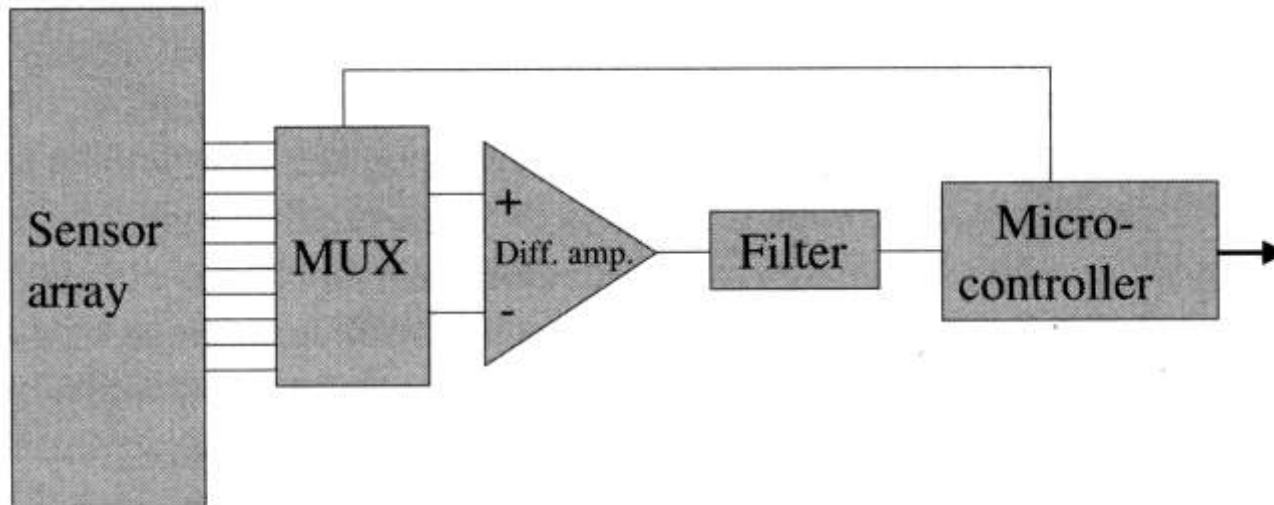 Sensor
array
MUX
+
Diff. amp.
-
Filter
Micro-
controller